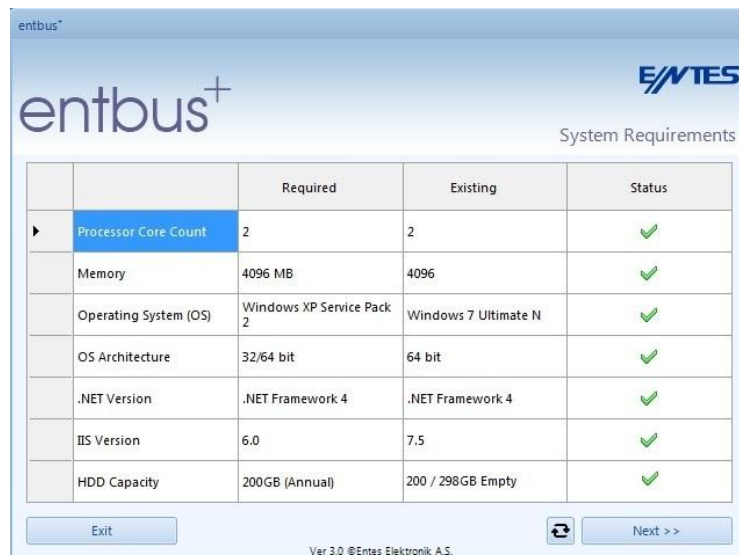 entbus+
entbus+
ENTES
System Requirements
Required Existing Status
Processor Core Count 2 2
Memory 4096 MB 4096
Operating System (OS) Windows XP Service Pack 2 Windows 7 Ultimate N
OS Architecture 32/64 bit 64 bit
.NET Version .NET Framework 4 .NET Framework 4
IIS Version 6.0 7.5
HDD Capacity 200GB (Annual) 200 / 298GB Empty
Exit Next >>
Ver 3.0 ©Entes Elektronik A.S.